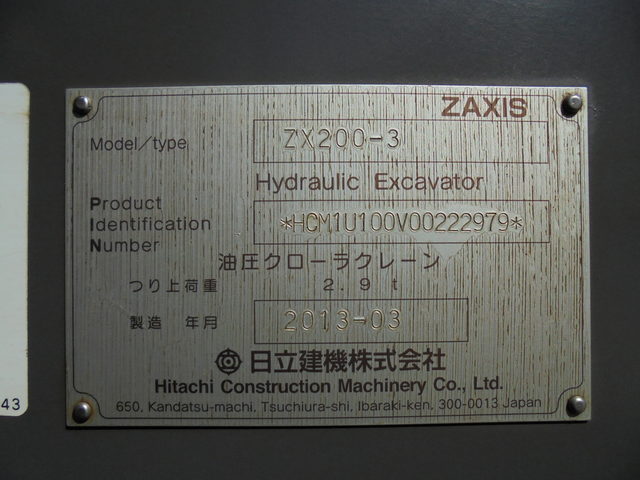 ZAXIS
Model/type ZX200-3
Hydraulic Excavator
Product
Identification
Number
*HCM1U100V00222979*
油圧クローラクレーン
つり上荷重 2.9 t
製造 年月 2013-03
日立建機株式会社
Hitachi Construction Machinery Co., Ltd.
650, Kandatsu-machi, Tsuchiura-shi, Ibaraki-ken, 300-0013 Japan
43